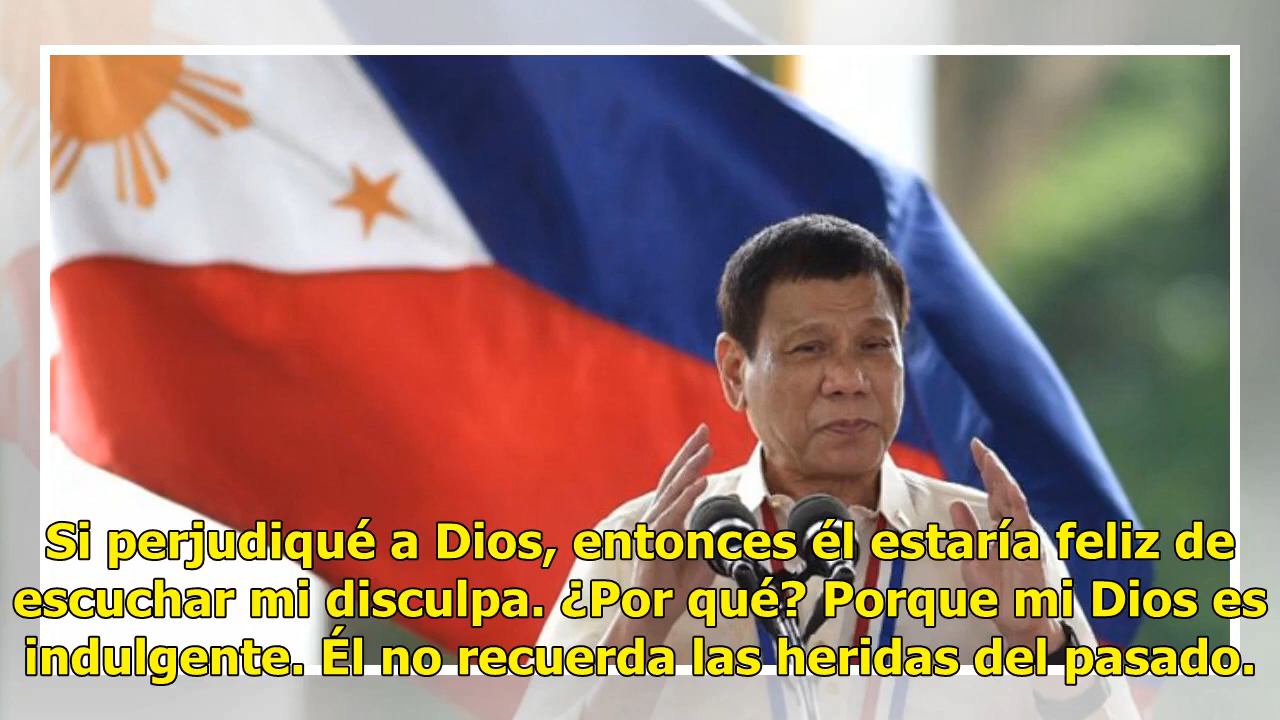 Si perjudiqué a Dios, entonces él estaría feliz de
escuchar mi disculpa. ¿Por qué? Porque mi Dios es
indulgente. Él no recuerda las heridas del pasado.